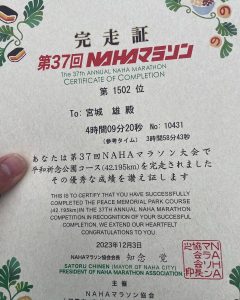 完走証
第37回 NAHAマラソン
The 37th ANNUAL NAHA MARATHON
CERTIFICATE OF COMPLETION
第 1502 位
To: 宮城 雄 殿
4時間09分20秒 No: 10431
(参考タイム) 3時間58分43秒
あなたは第37回NAHAマラソン大会で
平和祈念公園コース(42.195km)を完走されました
その優秀な成績を讃え証します
THIS IS TO CERTIFY THAT YOU HAVE SUCCESSFULLY
COMPLETED THE PEACE MEMORIAL PARK COURSE
(42.195km) IN THE 37TH ANNUAL NAHA MARATHON
COMPETITION IN RECOGNITION OF YOUR SUCCESSFUL
COMPLETION, WE EXTEND OUR HEARTFELT
CONGRATULATIONS TO YOU.
2023年12月3日
NAHAマラソン協会会長 知念 覚
SATORU CHINEN (MAYOR OF NAHA CITY)
PRESIDENT OF NAHA MARATHON ASSOCIATION
主催
NAHAマラソン協会